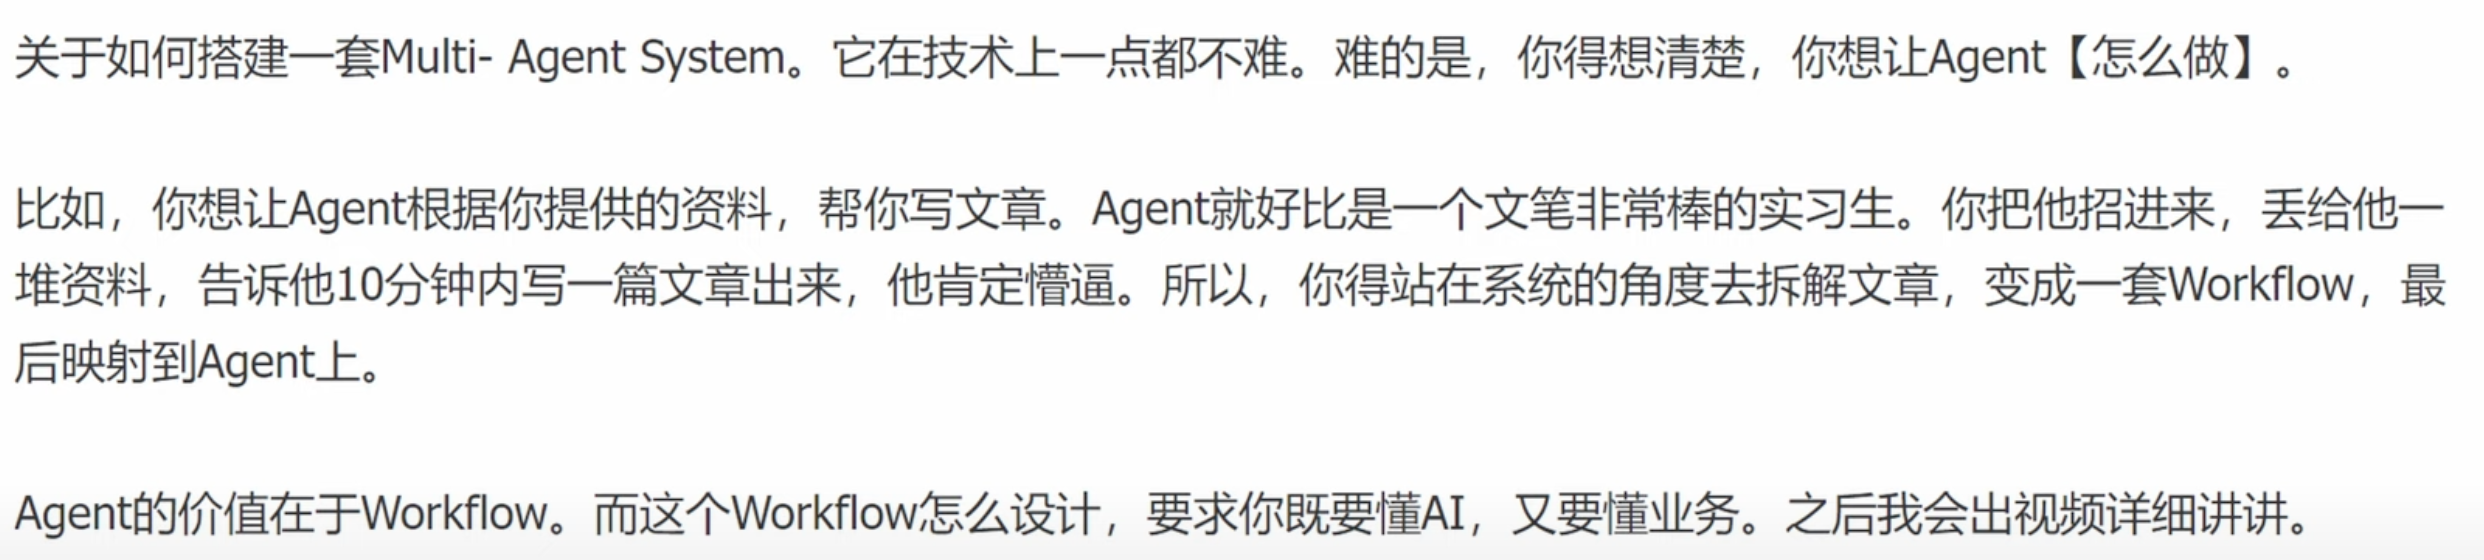 关于如何搭建一套Multi- Agent System。它在技术上一点都不难。难的是，你得想清楚，你想让Agent【怎么做】。
比如，你想让Agent根据你提供的资料，帮你写文章。Agent就好比是一个文笔非常棒的实习生。你把他招进来，丢给他一
堆资料，告诉他10分钟内写一篇文章出来，他肯定懵逼。所以，你得站在系统的角度去拆解文章，变成一套Workflow，最
后映射到Agent上。
Agent的价值在于Workflow。而这个Workflow怎么设计，要求你既要懂AI，又要懂业务。之后我会出视频详细讲讲。